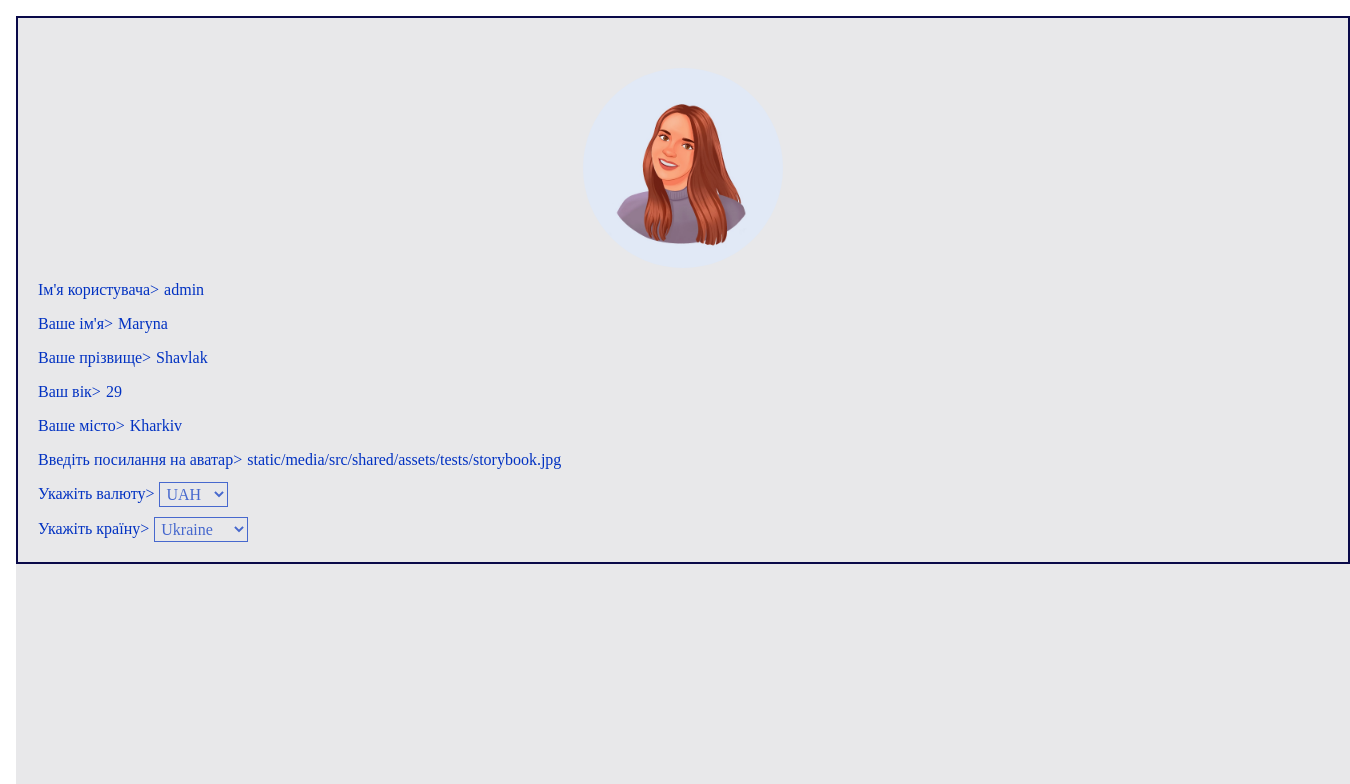 Ім'я користувача> admin
Ваше ім'я> Maryna
Ваше прізвище> Shavlak
Ваш вік> 29
Ваше місто> Kharkiv
Введіть посилання на аватар> static/media/src/shared/assets/tests/storybook.jpg
Укажіть валюту> UAH
Укажіть країну> Ukraine